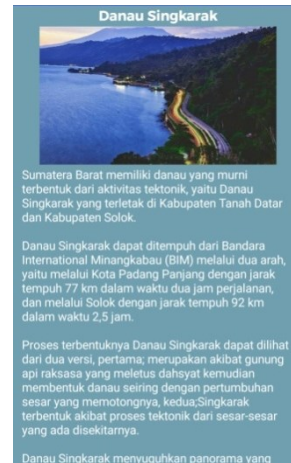 Danau Singkarak
Sumatera Barat memiliki danau yang murni
terbentuk dari aktivitas tektonik, yaitu Danau
Singkarak yang terletak di Kabupaten Tanah Datar
dan Kabupaten Solok.
Danau Singkarak dapat ditempuh dari Bandara
International Minangkabau (BIM) melalui dua arah,
yaitu melalui Kota Padang Panjang dengan jarak
tempuh 77 km dalam waktu dua jam perjalanan,
dan melalui Solok dengan jarak tempuh 92 km
dalam waktu 2,5 jam.
Proses terbentuknya Danau Singkarak dapat dilihat
dari dua versi, pertama; merupakan akibat gunung
api raksasa yang meletus dahsyat kemudian
membentuk danau seiring dengan pertumbuhan
sesar yang memotongnya, kedua;Singkarak
terbentuk akibat proses tektonik dari sesar-sesar
yang ada disekitarnya.
Danau Singkarak menyuguhkan panorama yang